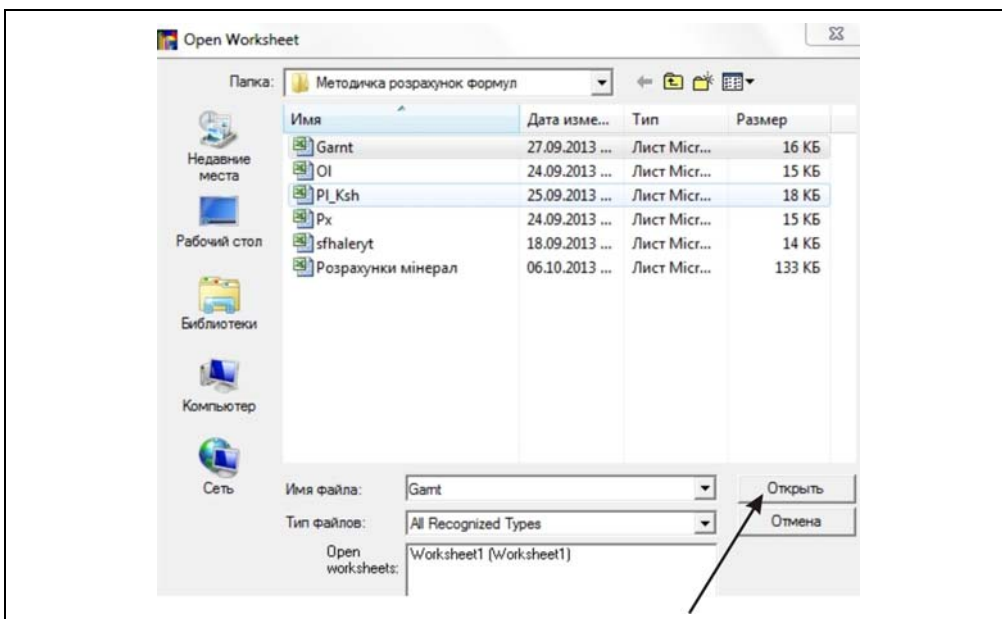 Open Worksheet
Папка: Методичка розрахунок формул
Имя Дата изме... Тип Размер
Garnt 27.09.2013 ... Лист Micr... 16 КБ
Ol 24.09.2013 ... Лист Micr... 15 КБ
Pl_Ksh 25.09.2013 ... Лист Micr... 18 КБ
Px 24.09.2013 ... Лист Micr... 15 КБ
sfhaleryt 18.09.2013 ... Лист Micr... 14 КБ
Розрахунки мінерал 06.10.2013 ... Лист Micr... 133 КБ
Недавние
места
Рабочий стол
Библиотеки
Компьютер
Сеть
Имя файла: Garnt Открыть
Тип файлов: All Recognized Types Отмена
Open
worksheets: Worksheet1 (Worksheet1)